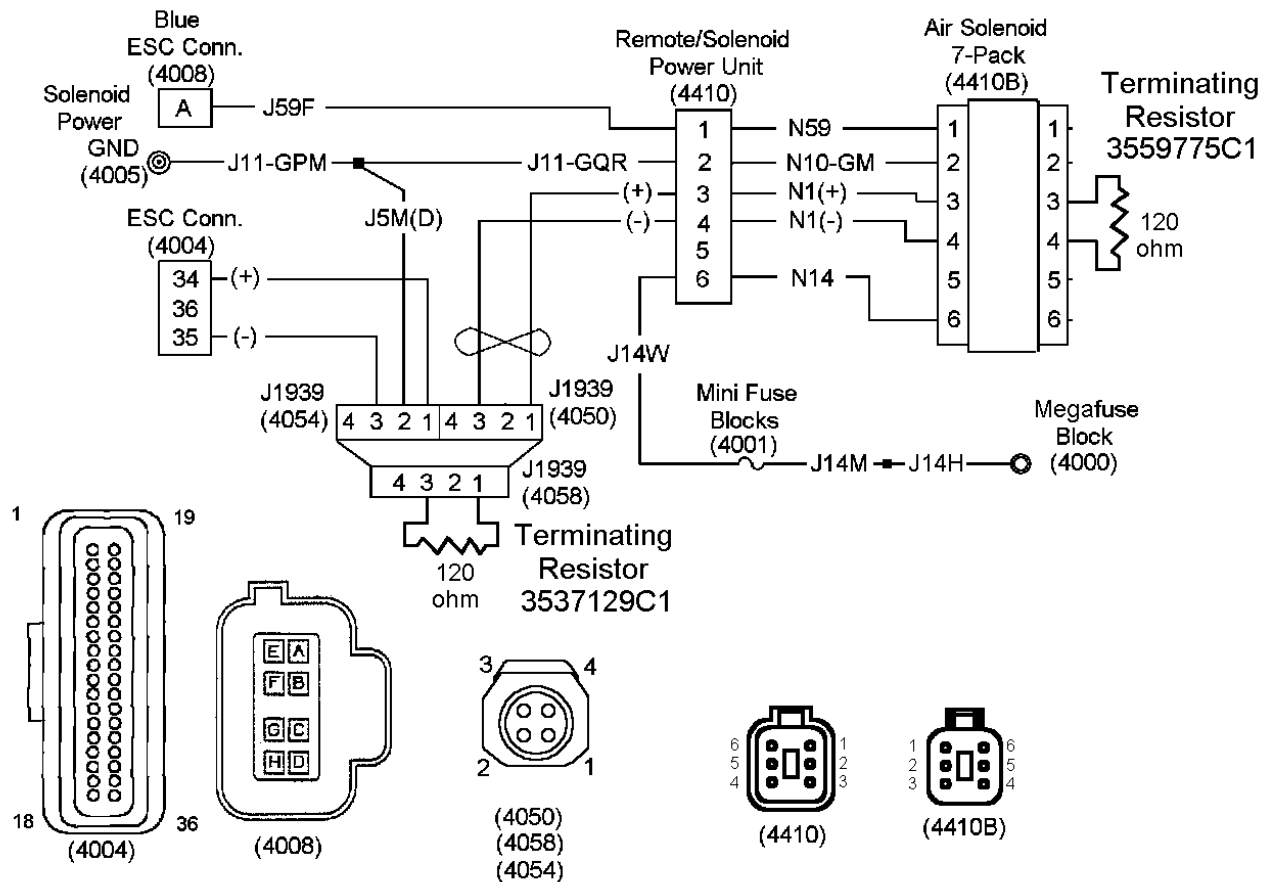 Blue
ESC Conn.
(4008)
Solenoid
Power
A
J59F
GND
(4005)
J11-GPM
J11-GQR
J5M(D)
ESC Conn.
(4004)
34
(+)
36
35
(-)
Remote/Solenoid
Power Unit
(4410)
1
2
3
4
5
6
(+)
(-)
N59
N10-GM
N1(+)
N1(-)
N14
Air Solenoid
7-Pack
(4410B)
1
2
3
4
5
6
1
2
3
4
5
6
Terminating
Resistor
3559775C1
120
ohm
J14W
Mini Fuse
Blocks
(4001)
J14M
J14H
Megafuse
Block
(4000)
J1939
(4054)
4 3 2 1 4 3 2 1
J1939
(4050)
4 3 2 1
J1939
(4058)
120
ohm
Terminating
Resistor
3537129C1
1
19
18
36
(4004)
E A
F B
G C
H D
(4008)
3 4
2 1
(4050)
(4058)
(4054)
6 1
5 2
4 3
(4410)
1 6
2 5
3 4
(4410B)